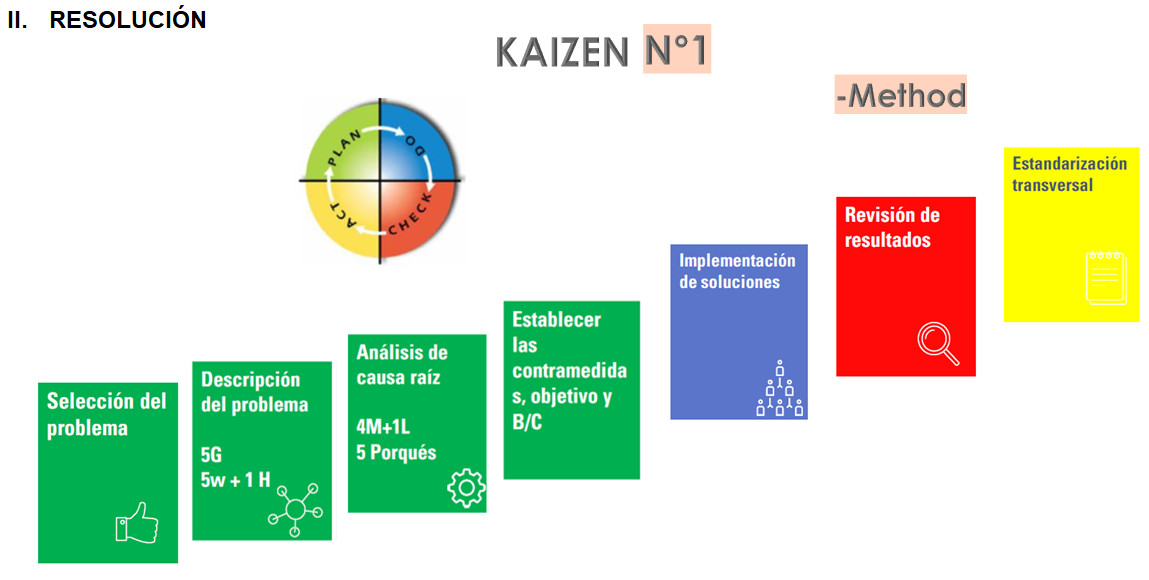 II. RESOLUCIÓN
KAIZEN N°1
-Method
PLAN
DO
CHECK
ACT
Selección del
problema
Descripción
del problema
5G
5w + 1 H
Análisis de
causa raíz
4M+1L
5 Porqués
Establecer
las
contramedida
s, objetivo y
B/C
Implementación
de soluciones
Revisión de
resultados
Estandarización
transversal